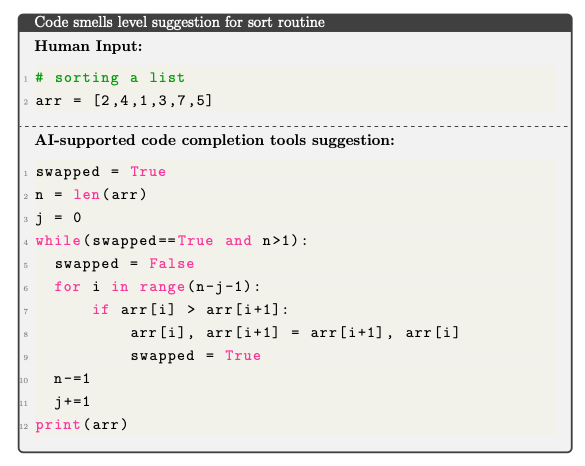 Code smells level suggestion for sort routine
Human Input:
1 # sorting a list
2 arr = [2,4,1,3,7,5]
AI-supported code completion tools suggestion:
1 swapped = True
2 n = len(arr)
3 j = 0
4 while(swapped==True and n>1):
5   swapped = False
6   for i in range(n-j-1):
7       if arr[i] > arr[i+1]:
8           arr[i], arr[i+1] = arr[i+1], arr[i]
9           swapped = True
10   n-=1
11   j+=1
12 print(arr)